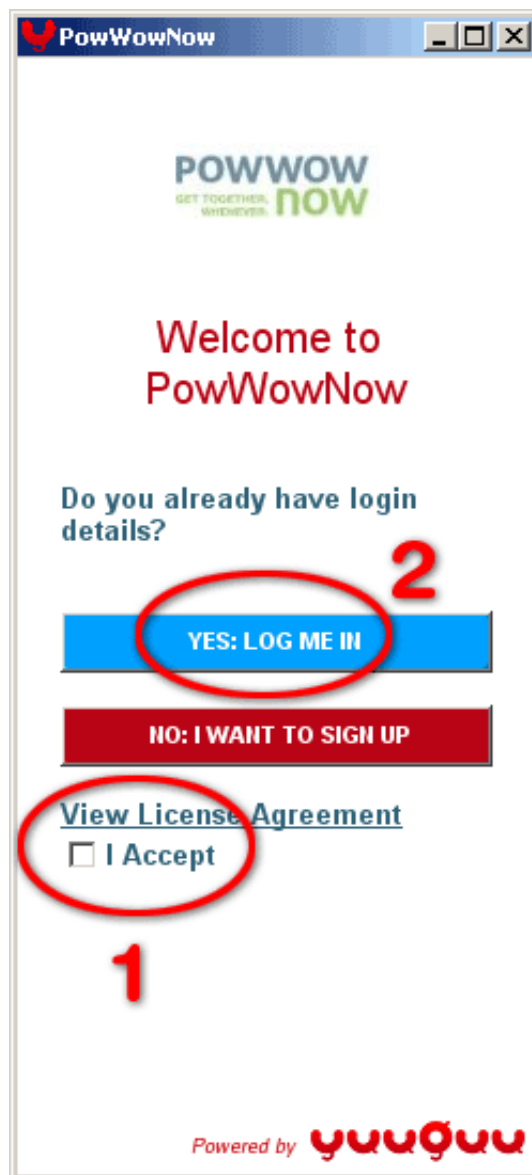 PowWowNow
POWWOW
GET TOGETHER. NOW
WHENEVER.
Welcome to
PowWowNow
Do you already have login
details?
2
YES: LOG ME IN
NO: I WANT TO SIGN UP
View License Agreement
I Accept
1
Powered by yuuguu